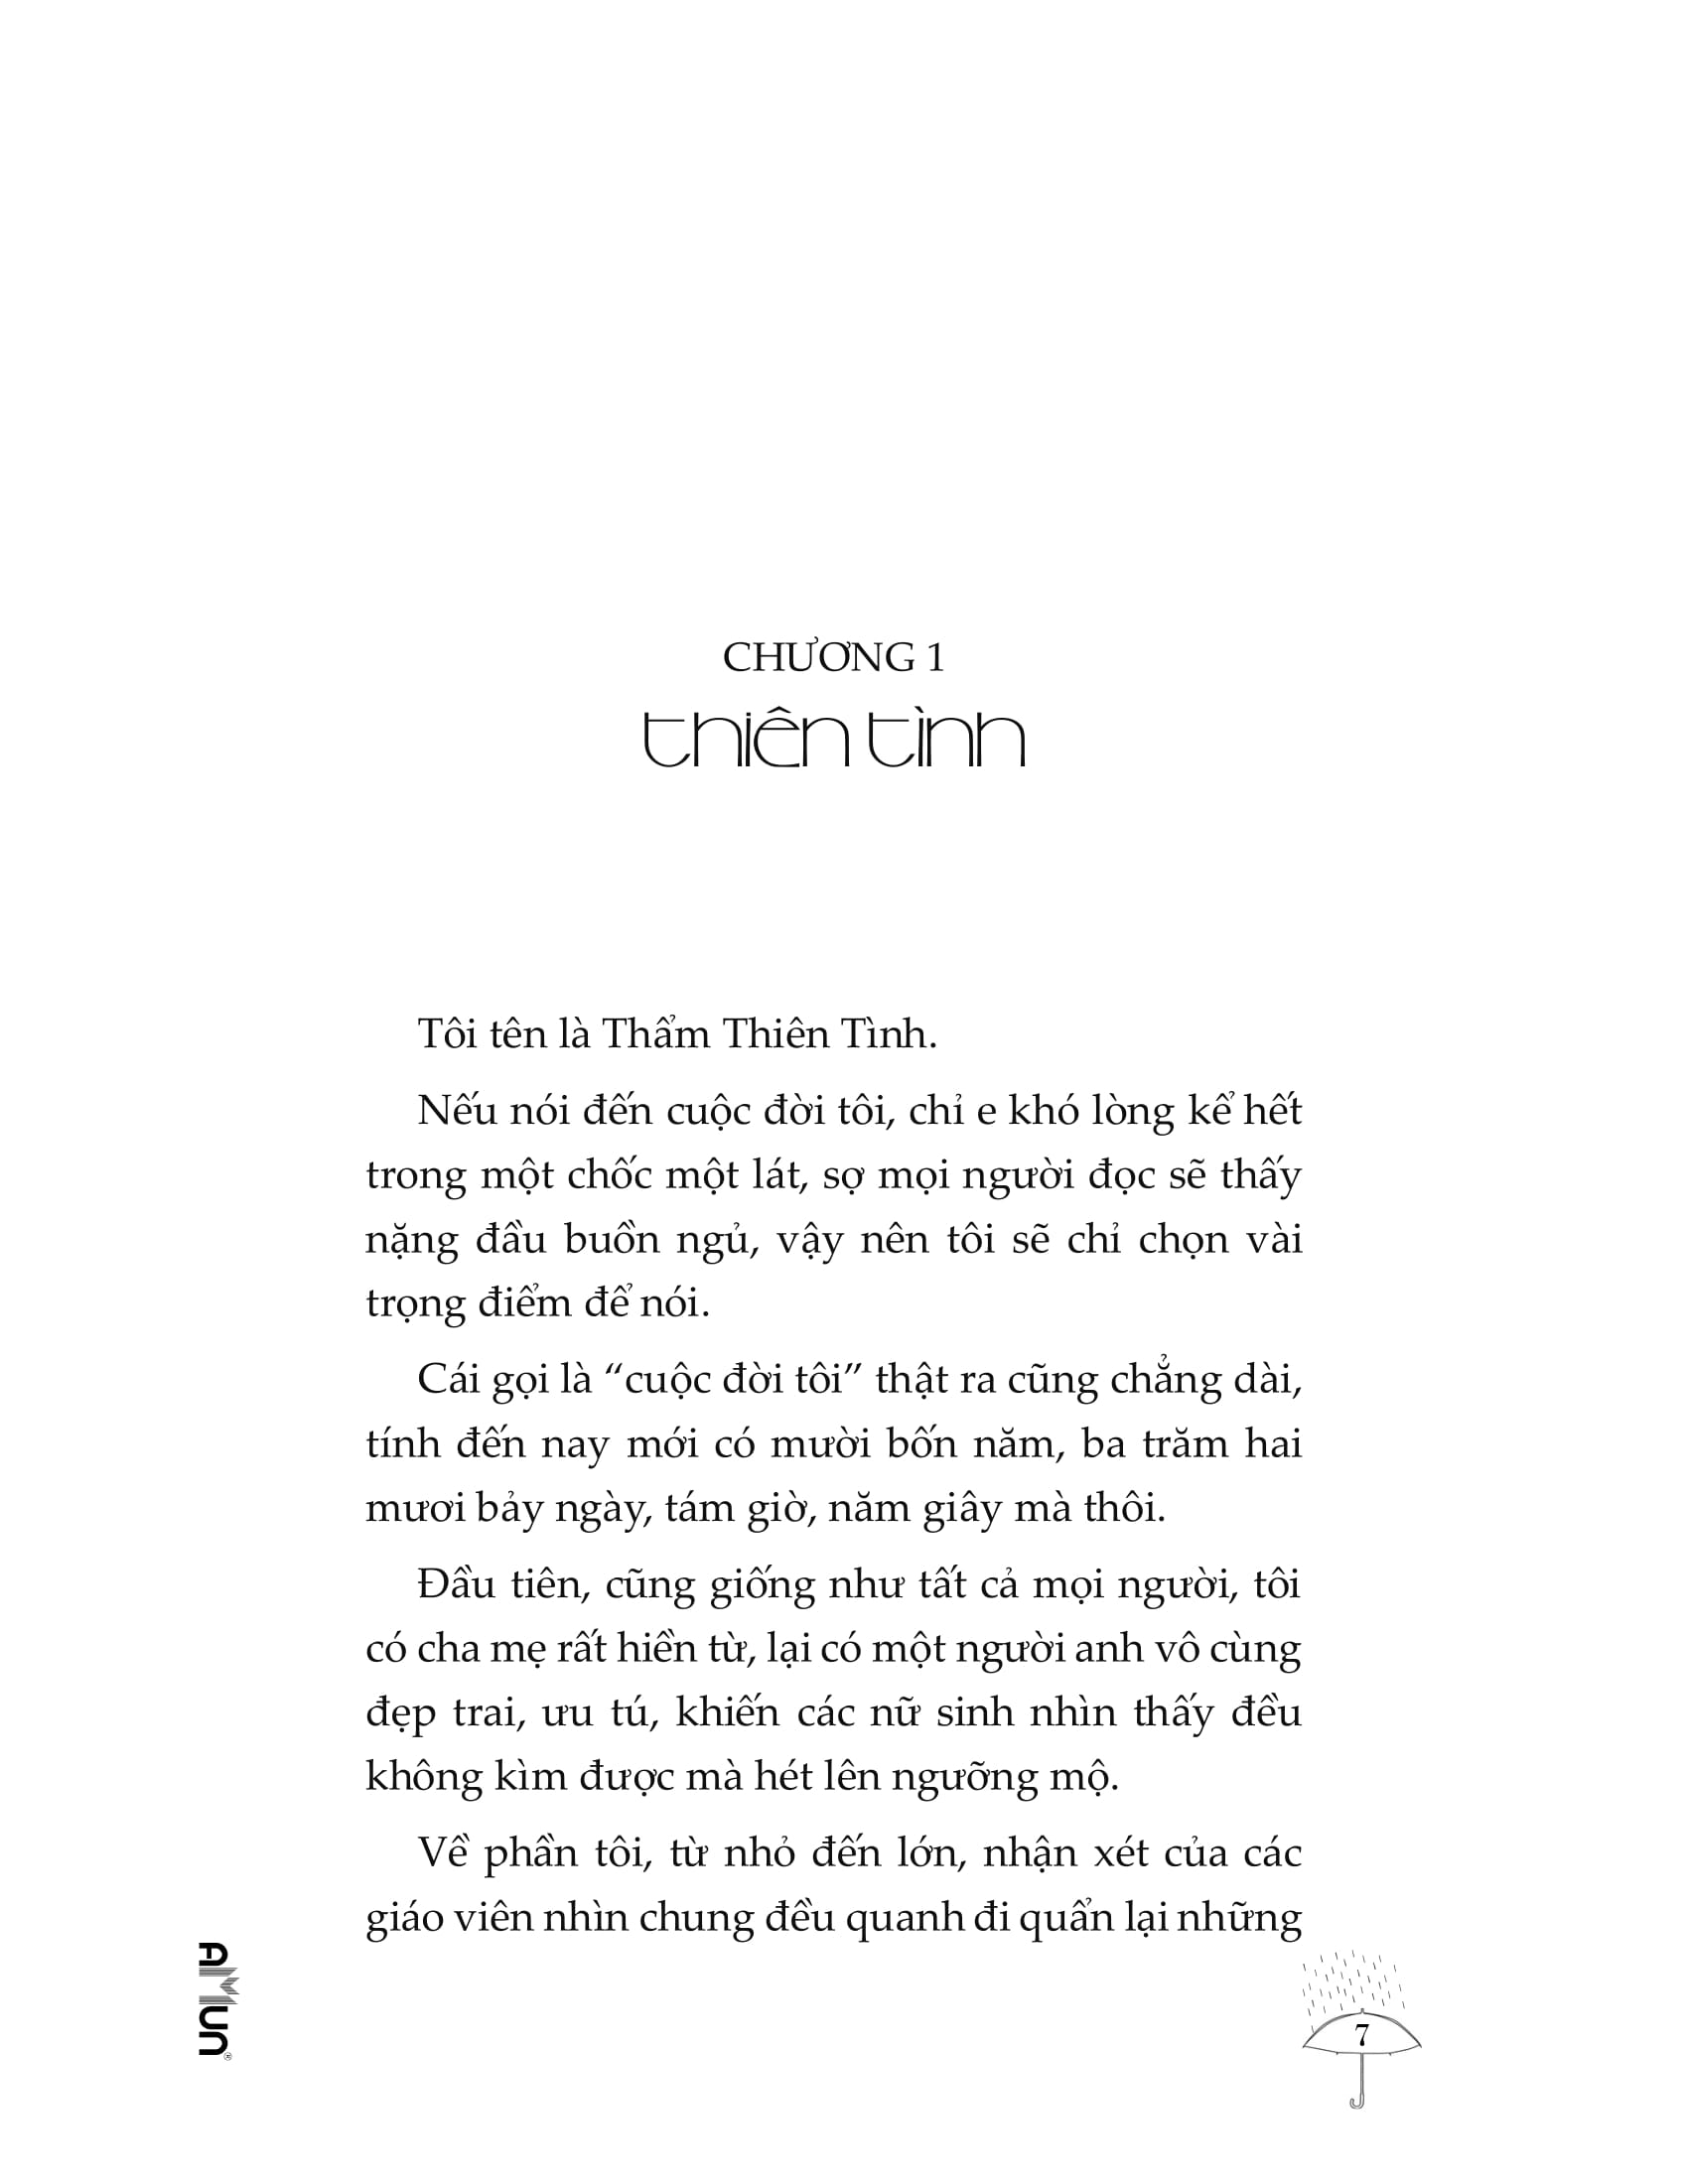 CHƯƠNG 1
thiên tình
Tôi tên là Thẩm Thiên Tình.
Nếu nói đến cuộc đời tôi, chỉ e khó lòng kể hết
trong một chốc một lát, sợ mọi người đọc sẽ thấy
nặng đầu buồn ngủ, vậy nên tôi sẽ chỉ chọn vài
trọng điểm để nói.
Cái gọi là “cuộc đời tôi” thật ra cũng chẳng dài,
tính đến nay mới có mười bốn năm, ba trăm hai
mươi bảy ngày, tám giờ, năm giây mà thôi.
Đầu tiên, cũng giống như tất cả mọi người, tôi
có cha mẹ rất hiền từ, lại có một người anh vô cùng
đẹp trai, ưu tú, khiến các nữ sinh nhìn thấy đều
không kìm được mà hét lên ngưỡng mộ.
Về phần tôi, từ nhỏ đến lớn, nhận xét của các
giáo viên nhìn chung đều quanh đi quẩn lại những
AMUN®
7